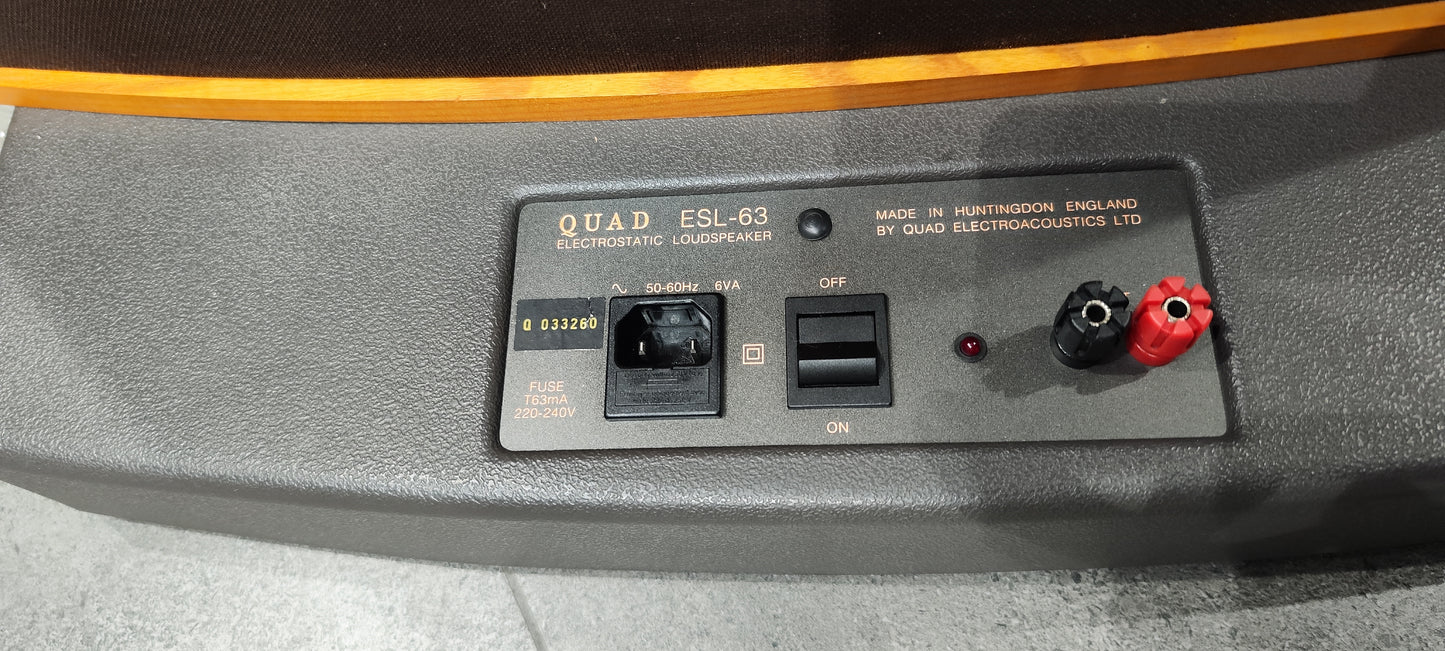 QUAD ESL-63
ELECTROSTATIC LOUDSPEAKER
MADE IN HUNTINGDON ENGLAND
BY QUAD ELECTROACOUSTICS LTD
50-60Hz 6VA
OFF
Q 033260
FUSE
T63mA
220-240V
ON